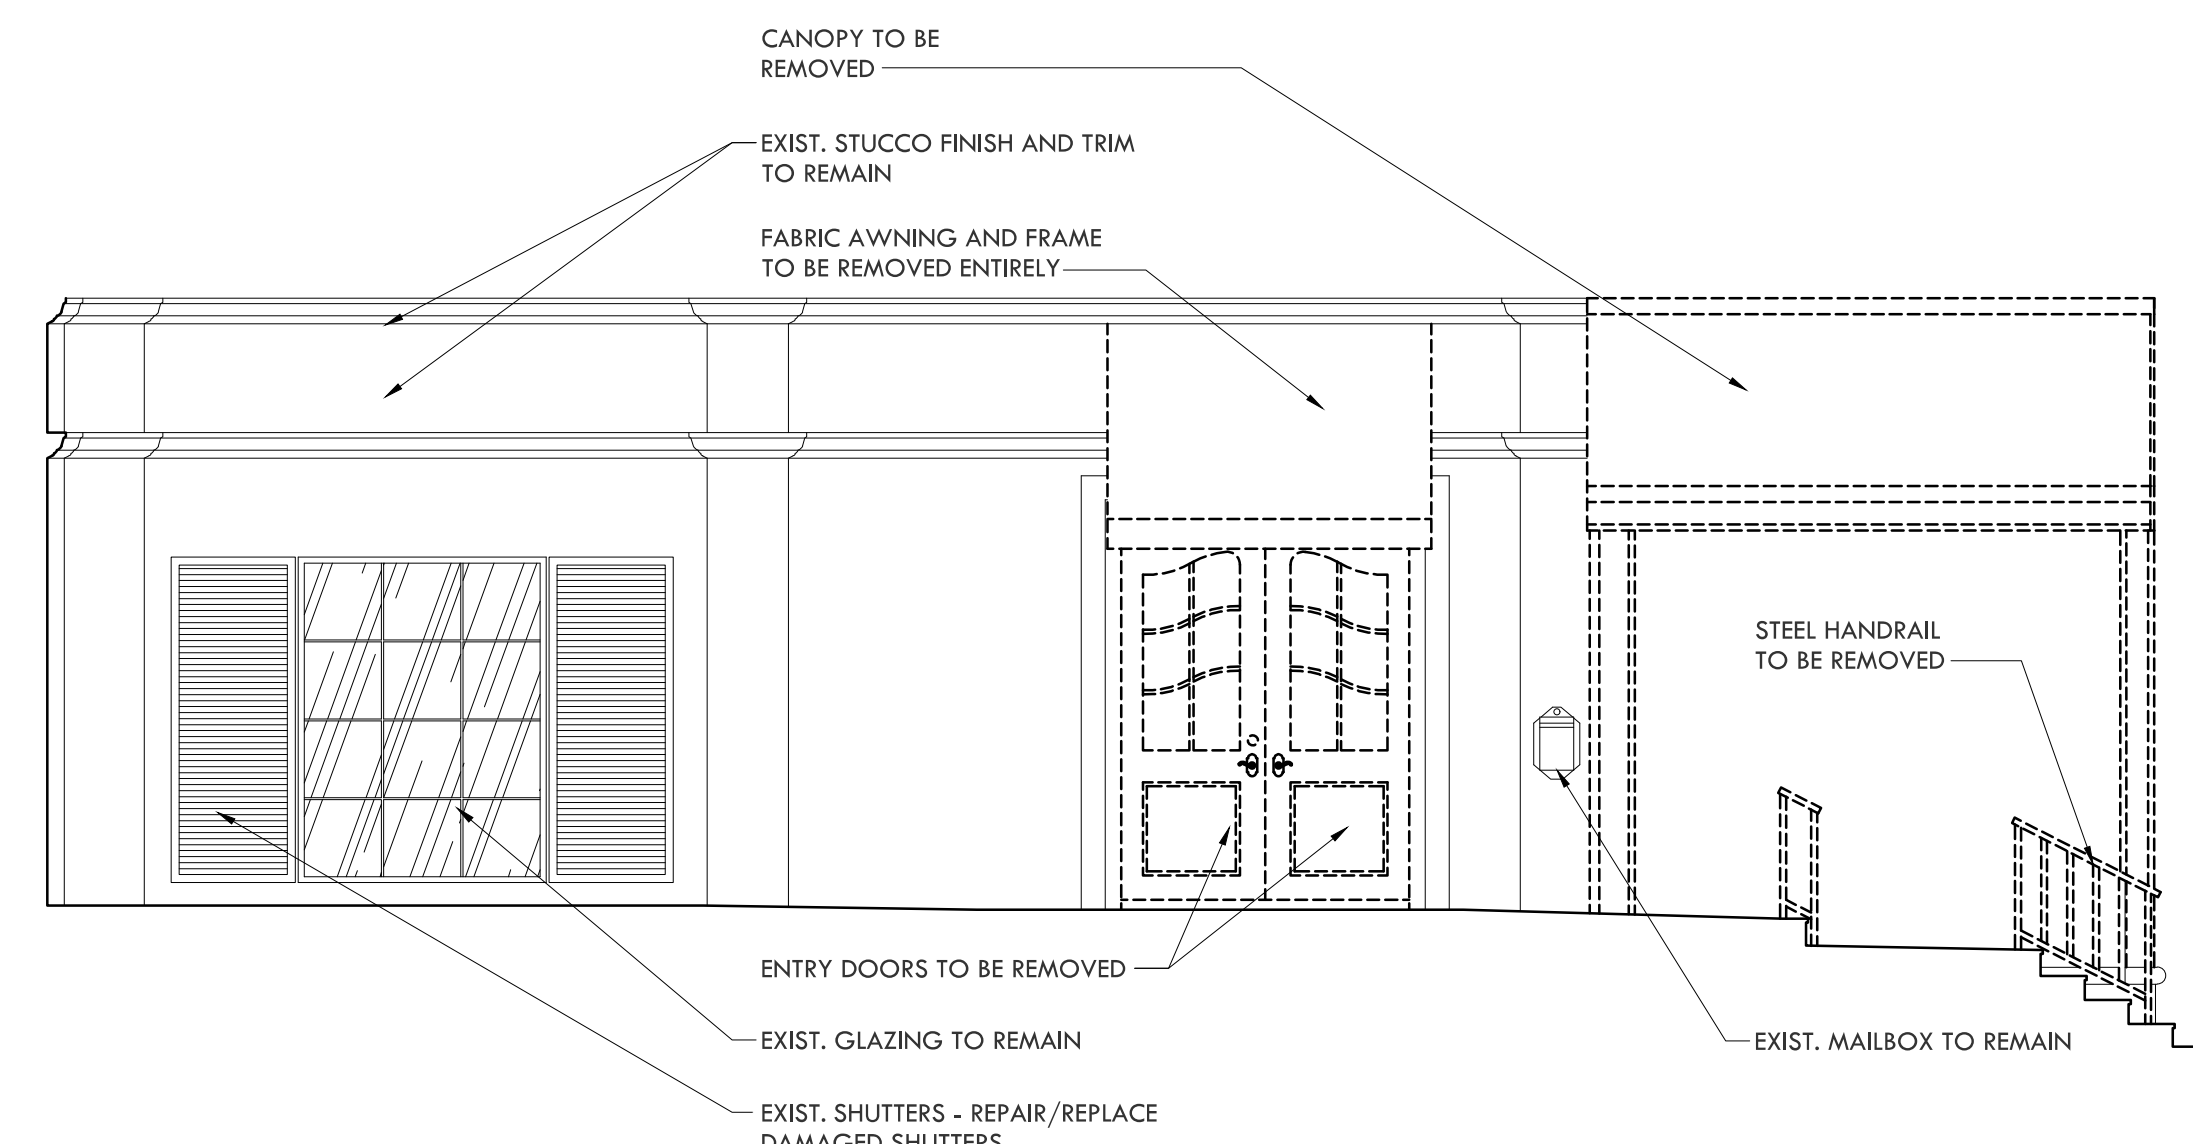 CANOPY TO BE
REMOVED
EXIST. STUCCO FINISH AND TRIM
TO REMAIN
FABRIC AWNING AND FRAME
TO BE REMOVED ENTIRELY
STEEL HANDRAIL
TO BE REMOVED
ENTRY DOORS TO BE REMOVED
EXIST. GLAZING TO REMAIN
EXIST. MAILBOX TO REMAIN
EXIST. SHUTTERS - REPAIR/REPLACE
DAMAGED SHUTTERS